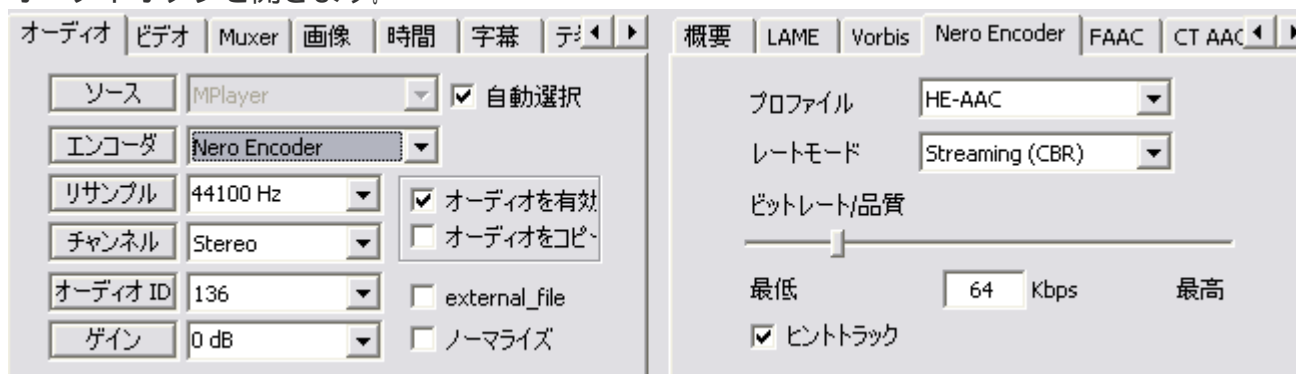 オーディオ ビデオ Muxer 画像 時間 字幕
ソース MPlayer 自動選択
エンコーダ Nero Encoder
リサンプル 44100 Hz オーディオを有効
チャンネル Stereo オーディオをコピー
オーディオ ID 136 external_file
ゲイン 0 dB ノーマライズ
概要 LAME Vorbis Nero Encoder FAAC CT AAC
プロファイル HE-AAC
レートモード Streaming (CBR)
ビットレート/品質
最低 64 Kbps 最高
ヒントトラック